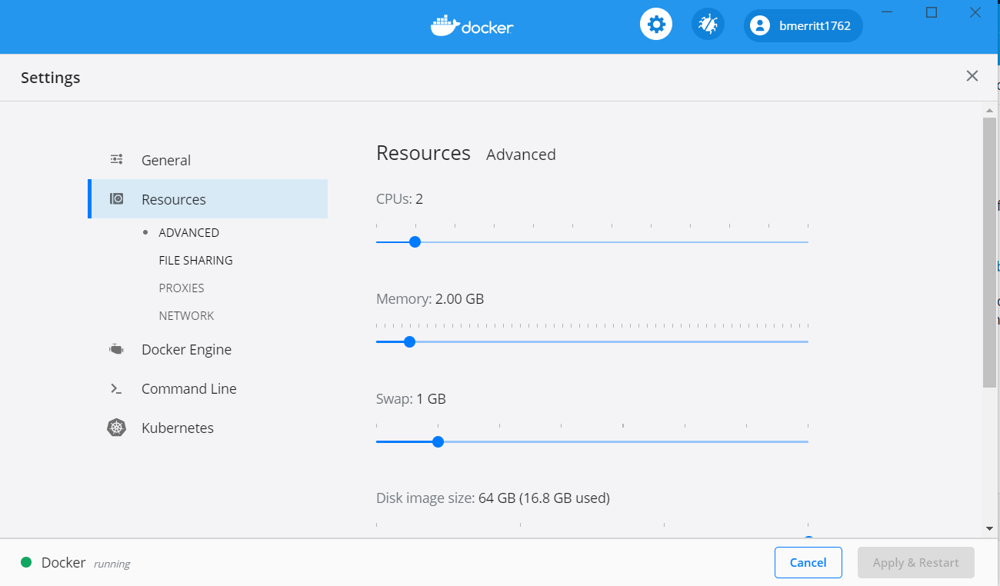 docker
bmerritt1762
Settings
General
Resources
ADVANCED
FILE SHARING
PROXIES
NETWORK
Docker Engine
Command Line
Kubernetes
Resources Advanced
CPUs: 2
Memory: 2.00 GB
Swap: 1 GB
Disk image size: 64 GB (16.8 GB used)
Docker running
Cancel
Apply & Restart